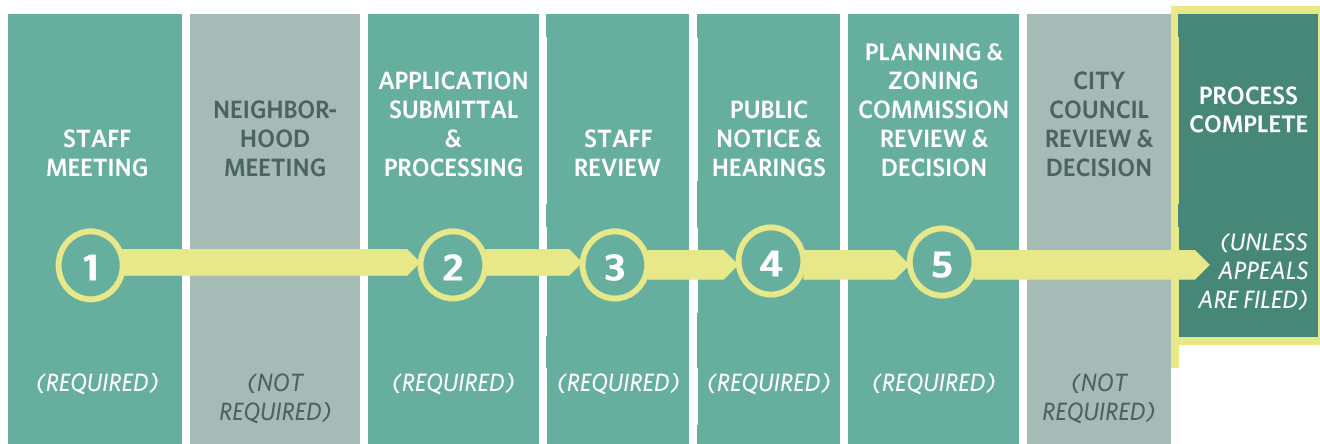 STAFF
MEETING
1
(REQUIRED)
NEIGHBOR-
HOOD
MEETING
(NOT
REQUIRED)
APPLICATION
SUBMITTAL
&
PROCESSING
2
(REQUIRED)
STAFF
REVIEW
3
(REQUIRED)
PUBLIC
NOTICE &
HEARINGS
4
(REQUIRED)
PLANNING &
ZONING
COMMISSION
REVIEW &
DECISION
5
(REQUIRED)
CITY
COUNCIL
REVIEW &
DECISION
(NOT
REQUIRED)
PROCESS
COMPLETE
(UNLESS
APPEALS
ARE FILED)